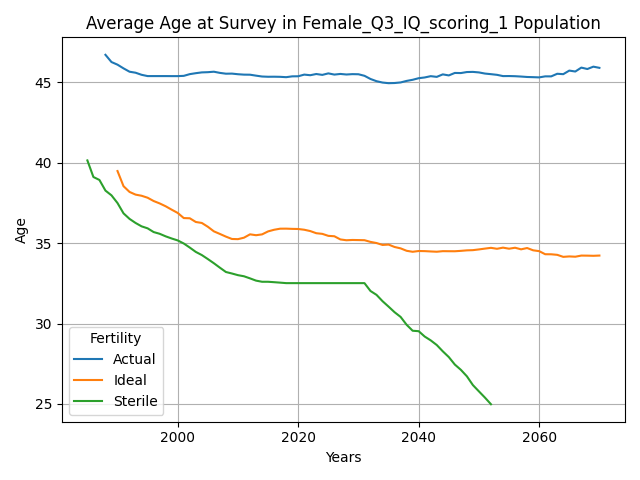 Average Age at Survey in Female_Q3_IQ_scoring_1 Population
Age
45
40
35
30
25
Fertility
Actual
Ideal
Sterile
2000
2020
2040
2060
Years